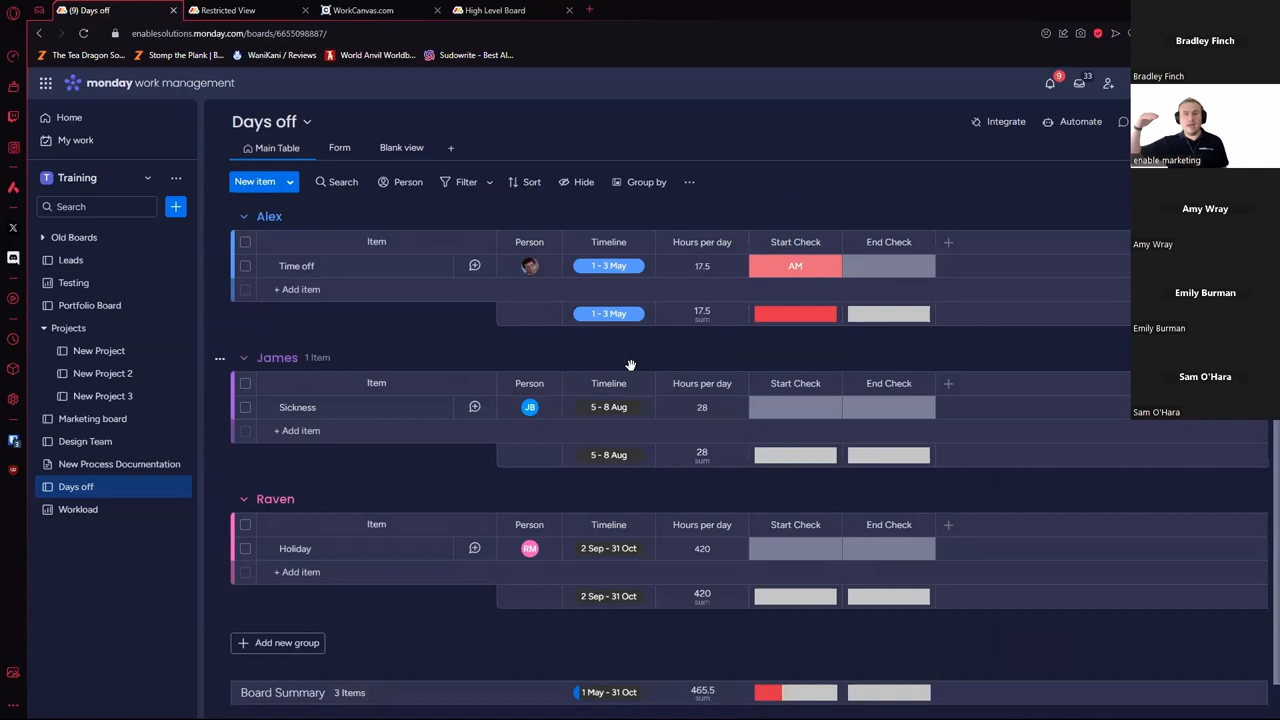 (9) Days off
Restricted View
WorkCanvas.com
High Level Board
enablesolutions.monday.com/boards/6655098887/
The Tea Dragon So...
Stomp the Plank | B...
WaniKani / Reviews
World Anvil Worldb...
Sudowrite - Best AI...
monday work management
9
33
Home
My work
T Training
Search
Old Boards
Leads
Testing
Portfolio Board
Projects
New Project
New Project 2
New Project 3
Marketing board
Design Team
New Process Documentation
Days off
Workload
Days off
Integrate
Automate
Main Table
Form
Blank view
New item
Search
Person
Filter
Sort
Hide
Group by
Alex
Item Person Timeline Hours per day Start Check End Check
Time off 1 - 3 May 17.5 AM
+ Add item
1 - 3 May 17.5
sum
James 1 Item
Item Person Timeline Hours per day Start Check End Check
Sickness JB 5 - 8 Aug 28
+ Add item
5 - 8 Aug 28
sum
Raven
Item Person Timeline Hours per day Start Check End Check
Holiday RM 2 Sep - 31 Oct 420
+ Add item
2 Sep - 31 Oct 420
sum
Add new group
Board Summary 3 Items 1 May - 31 Oct 465.5
sum
Bradley Finch
Bradley Finch
enable marketing
Amy Wray
Amy Wray
Emily Burman
Emily Burman
Sam O'Hara
Sam O'Hara